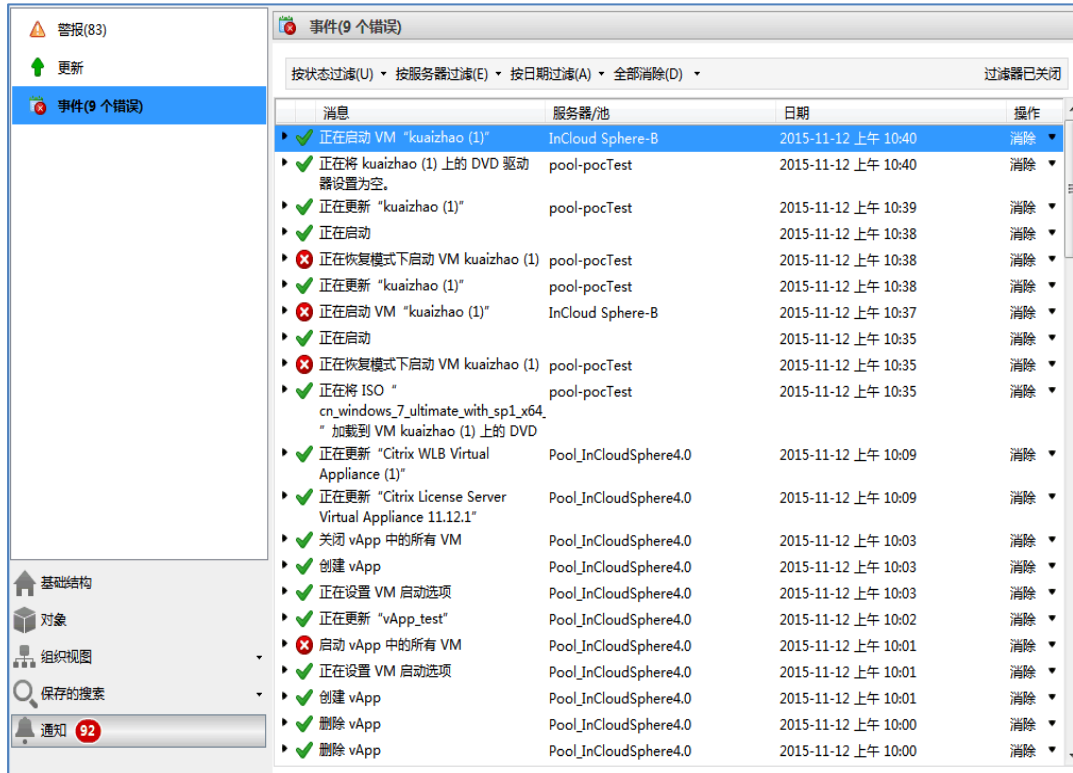 警报(83)
更新
事件(9 个错误)
基础结构
对象
组织视图
保存的搜索
通知 92
事件(9 个错误)
按状态过滤(U) 按服务器过滤(E) 按日期过滤(A) 全部消除(D) 过滤器已关闭
消息 服务器/池 日期 操作
正在启动 VM“kuaizhao (1)” InCloud Sphere-B 2015-11-12 上午 10:40 消除
正在将 kuaizhao (1) 上的 DVD 驱动 pool-pocTest 2015-11-12 上午 10:40 消除
器设置为空。
正在更新“kuaizhao (1)” pool-pocTest 2015-11-12 上午 10:39 消除
正在启动 2015-11-12 上午 10:38 消除
正在恢复模式下启动 VM kuaizhao (1) pool-pocTest 2015-11-12 上午 10:38 消除
正在更新“kuaizhao (1)” pool-pocTest 2015-11-12 上午 10:38 消除
正在启动 VM“kuaizhao (1)” InCloud Sphere-B 2015-11-12 上午 10:37 消除
正在启动 2015-11-12 上午 10:35 消除
正在恢复模式下启动 VM kuaizhao (1) pool-pocTest 2015-11-12 上午 10:35 消除
正在将 ISO“ pool-pocTest 2015-11-12 上午 10:35 消除
cn_windows_7_ultimate_with_sp1_x64_
”加载到 VM kuaizhao (1) 上的 DVD
正在更新“Citrix WLB Virtual Pool_InCloudSphere4.0 2015-11-12 上午 10:09 消除
Appliance (1)”
正在更新“Citrix License Server Pool_InCloudSphere4.0 2015-11-12 上午 10:09 消除
Virtual Appliance 11.12.1”
关闭 vApp 中的所有 VM Pool_InCloudSphere4.0 2015-11-12 上午 10:03 消除
创建 vApp Pool_InCloudSphere4.0 2015-11-12 上午 10:03 消除
正在设置 VM 启动选项 Pool_InCloudSphere4.0 2015-11-12 上午 10:03 消除
正在更新“vApp_test” Pool_InCloudSphere4.0 2015-11-12 上午 10:02 消除
启动 vApp 中的所有 VM Pool_InCloudSphere4.0 2015-11-12 上午 10:01 消除
正在设置 VM 启动选项 Pool_InCloudSphere4.0 2015-11-12 上午 10:01 消除
创建 vApp Pool_InCloudSphere4.0 2015-11-12 上午 10:01 消除
删除 vApp Pool_InCloudSphere4.0 2015-11-12 上午 10:00 消除
删除 vApp Pool_InCloudSphere4.0 2015-11-12 上午 10:00 消除